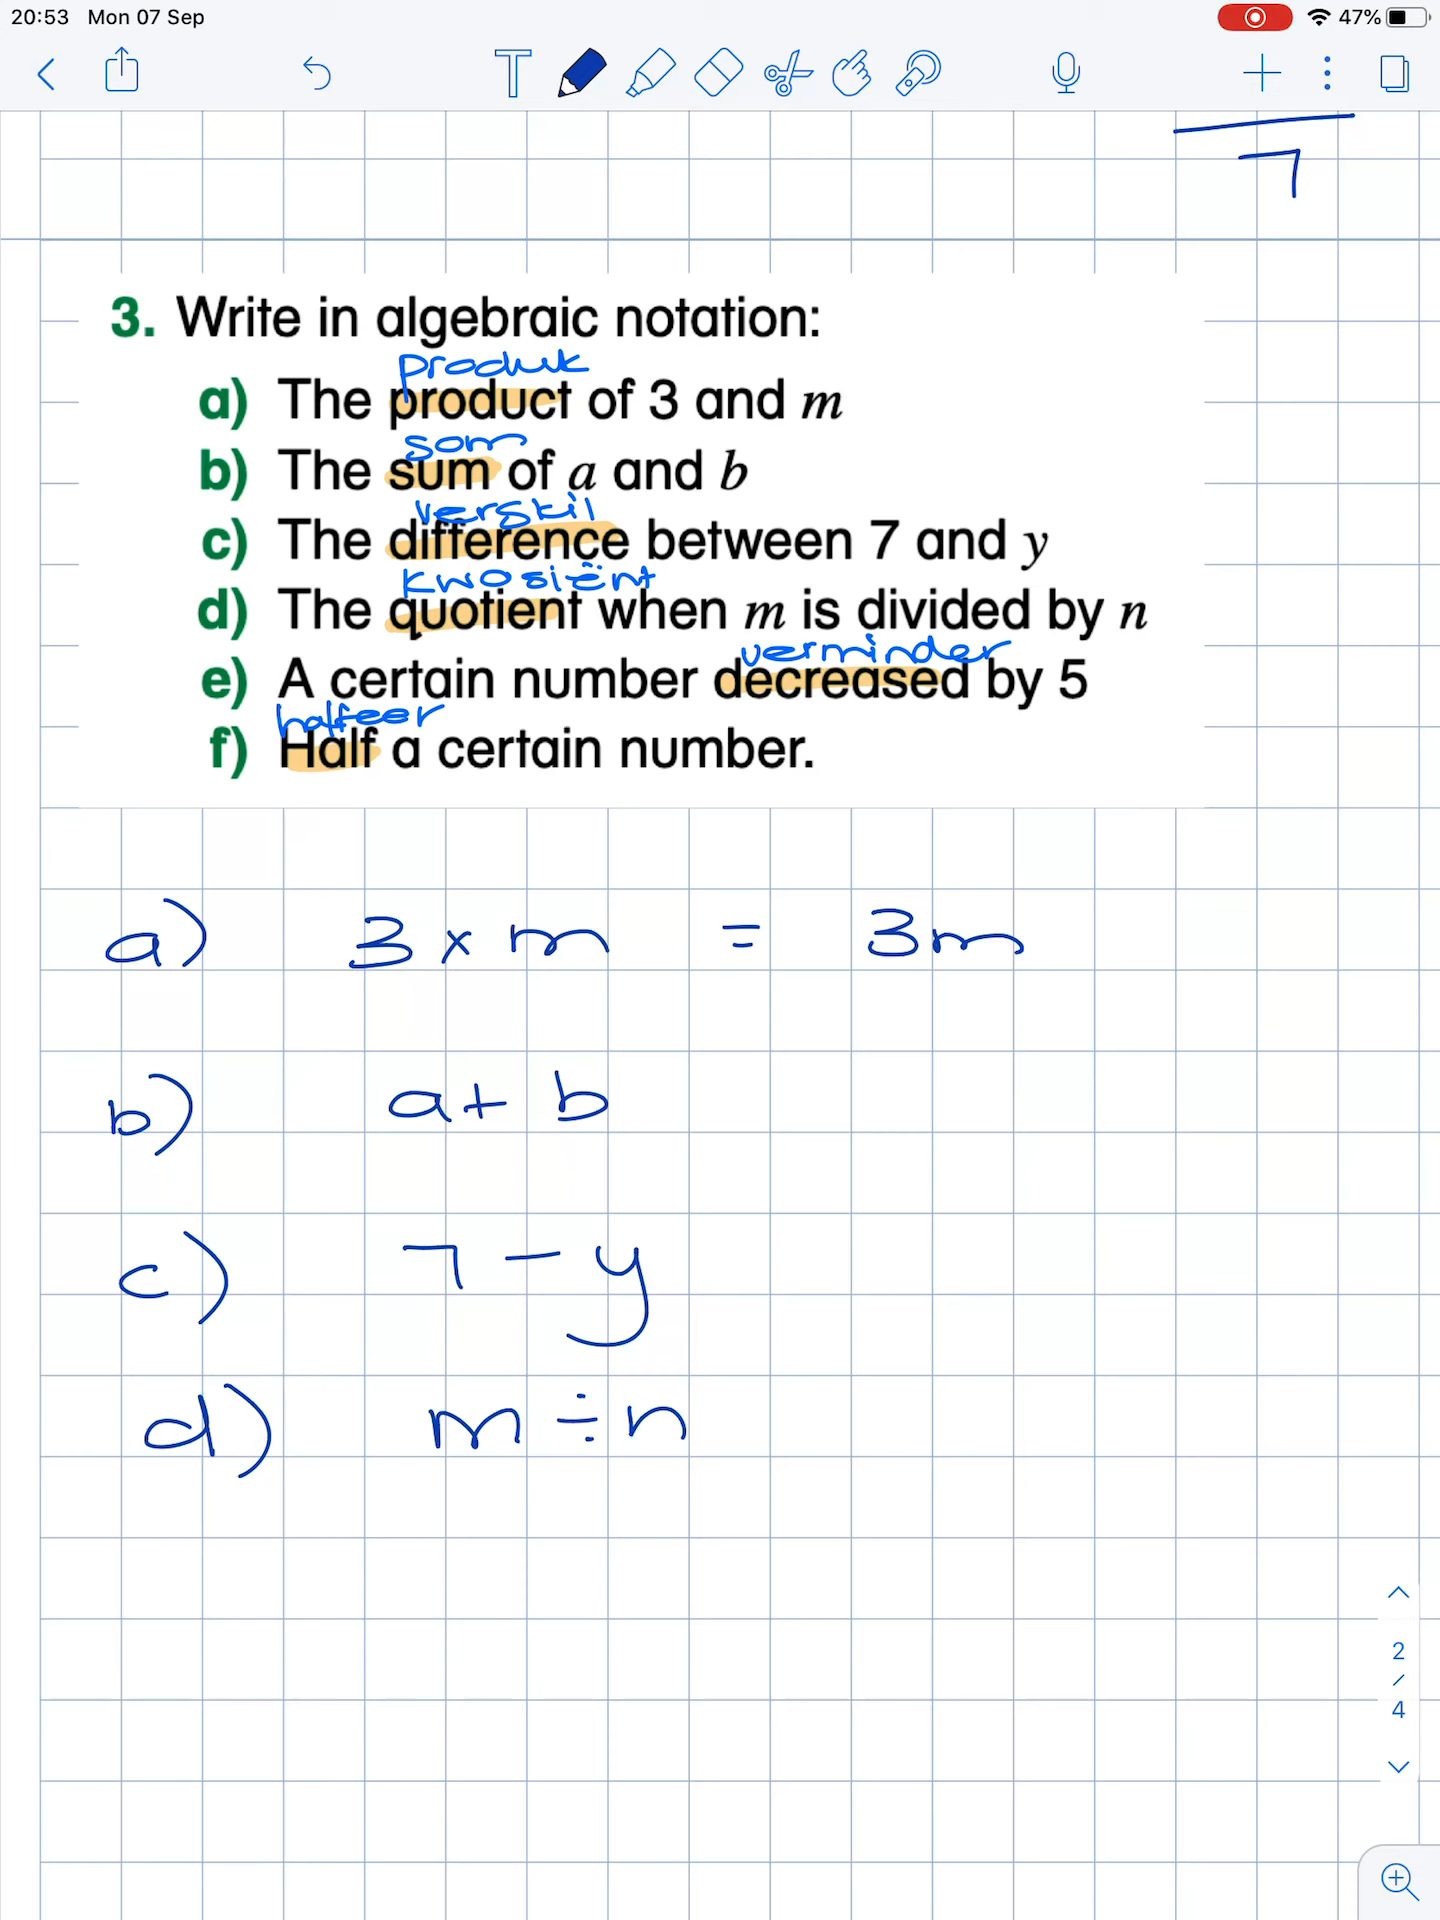 20:53 Mon 07 Sep 47%
7
3. Write in algebraic notation:
produk
a) The product of 3 and m
som
b) The sum of a and b
verskil
c) The difference between 7 and y
kwosiënt
d) The quotient when m is divided by n
verminder
e) A certain number decreased by 5
halfeer
f) Half a certain number.
a) 3 × m = 3m
b) a + b
c) 7 - y
d) m ÷ n
2
/
4